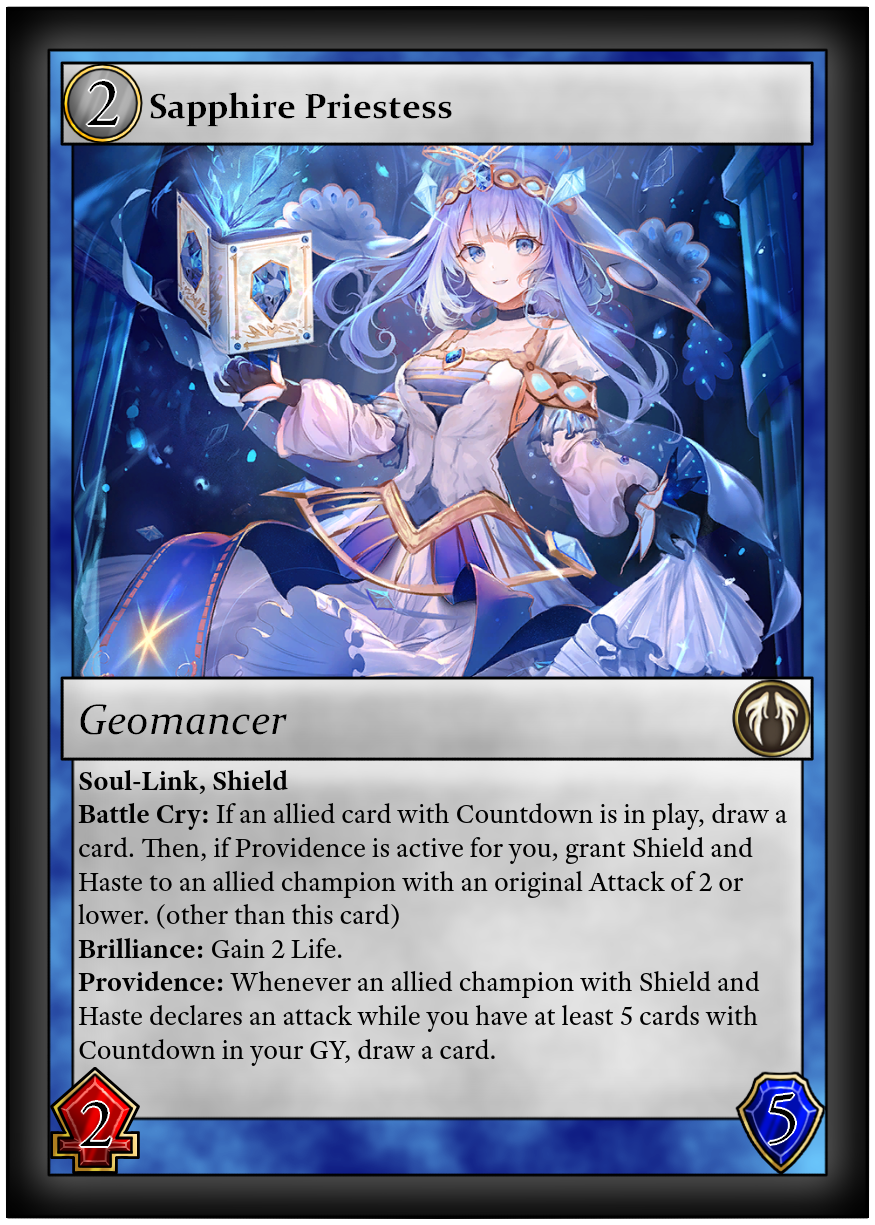 2 Sapphire Priestess
Geomancer
Soul-Link, Shield
Battle Cry: If an allied card with Countdown is in play, draw a
card. Then, if Providence is active for you, grant Shield and
Haste to an allied champion with an original Attack of 2 or
lower. (other than this card)
Brilliance: Gain 2 Life.
Providence: Whenever an allied champion with Shield and
Haste declares an attack while you have at least 5 cards with
Countdown in your GY, draw a card.
2 5